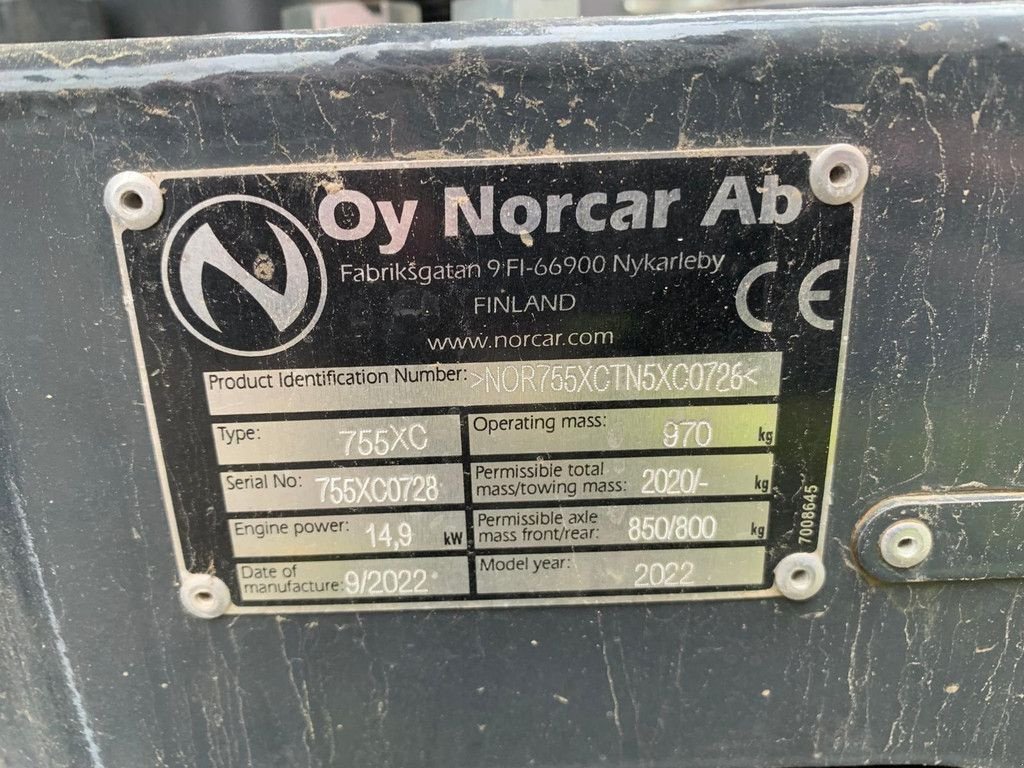 Oy Norcar Ab
Fabriksgatan 9 FI-66900 Nykarleby
FINLAND
www.norcar.com
CE
Product Identification Number: >NOR755XCTN5XC0728<
Type: 755XC
Operating mass: 970 kg
Serial No: 755XC0728
Permissible total
mass/towing mass: 2020/- kg
Engine power: 14,9 kW
Permissible axle
mass front/rear: 850/800 kg
Date of
manufacture: 9/2022
Model year: 2022
7008645